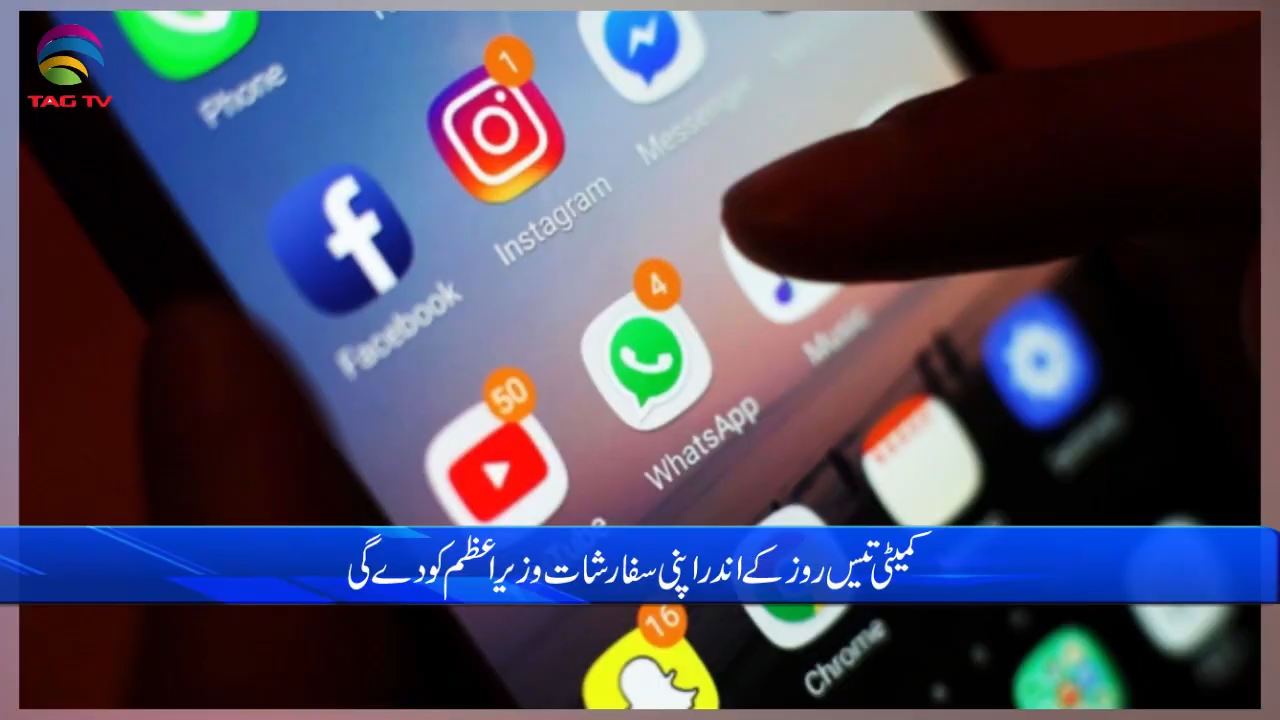 TAG TV
Phone
1
Instagram
Messenger
Facebook
4
WhatsApp
Music
50
کمیٹی تیس روز کے اندر اپنی سفارشات وزیراعظم کو دے گی
16
Chrome